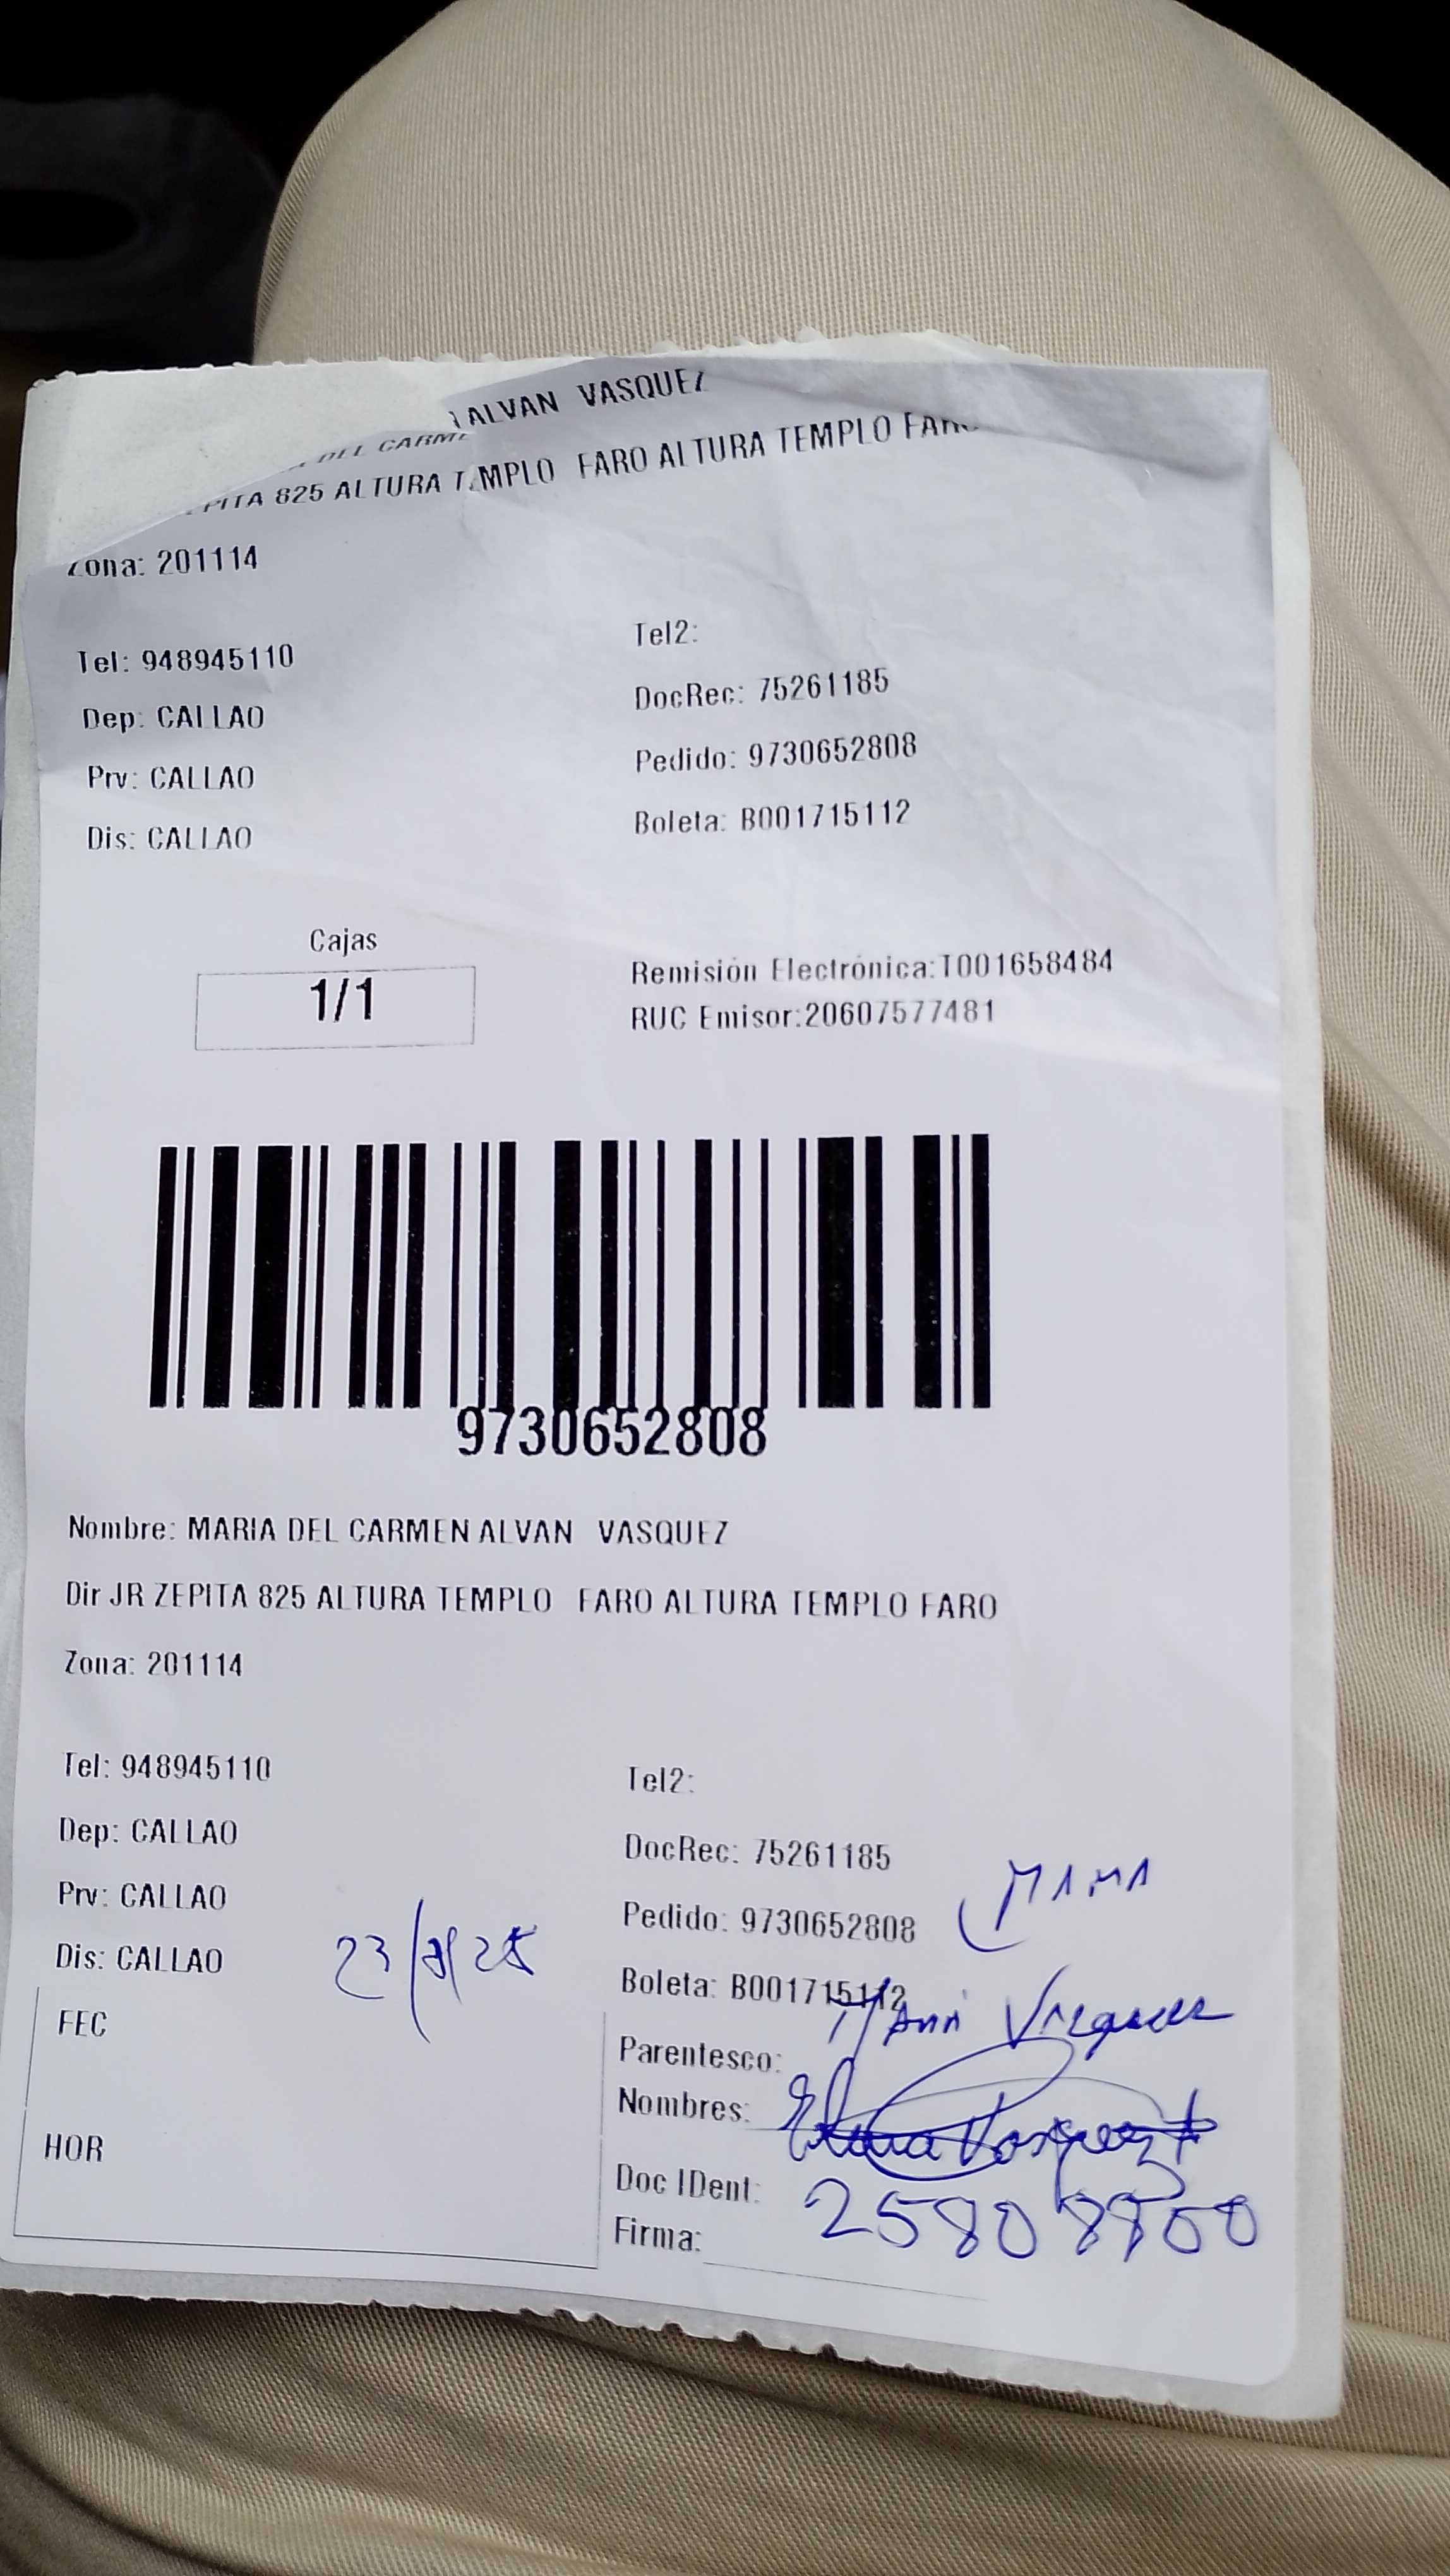 ALVAN VASQUEZ
DEL CARME
PITA 825 ALTURA TEMPLO FARO ALTURA TEMPLO FARO
Zona: 201114
Tel: 948945110
Tel2:
Dep: CALLAO
DocRec: 75261185
Prv: CALLAO
Pedido: 9730652808
Dis: CALLAO
Boleta: B001715112
Cajas
1/1
Remisión Electrónica:T001658484
RUC Emisor:20607577481
9730652808
Nombre: MARIA DEL CARMEN ALVAN VASQUEZ
Dir JR ZEPITA 825 ALTURA TEMPLO FARO ALTURA TEMPLO FARO
Zona: 201114
Tel: 948945110
Tel2:
Dep: CALLAO
DocRec: 75261185
MAMA
Prv: CALLAO
Pedido: 9730652808
Dis: CALLAO
Boleta: B001715112
FEC
Vasquez
Parentesco:
Nombres:
HOR
Doc IDent:
Firma: